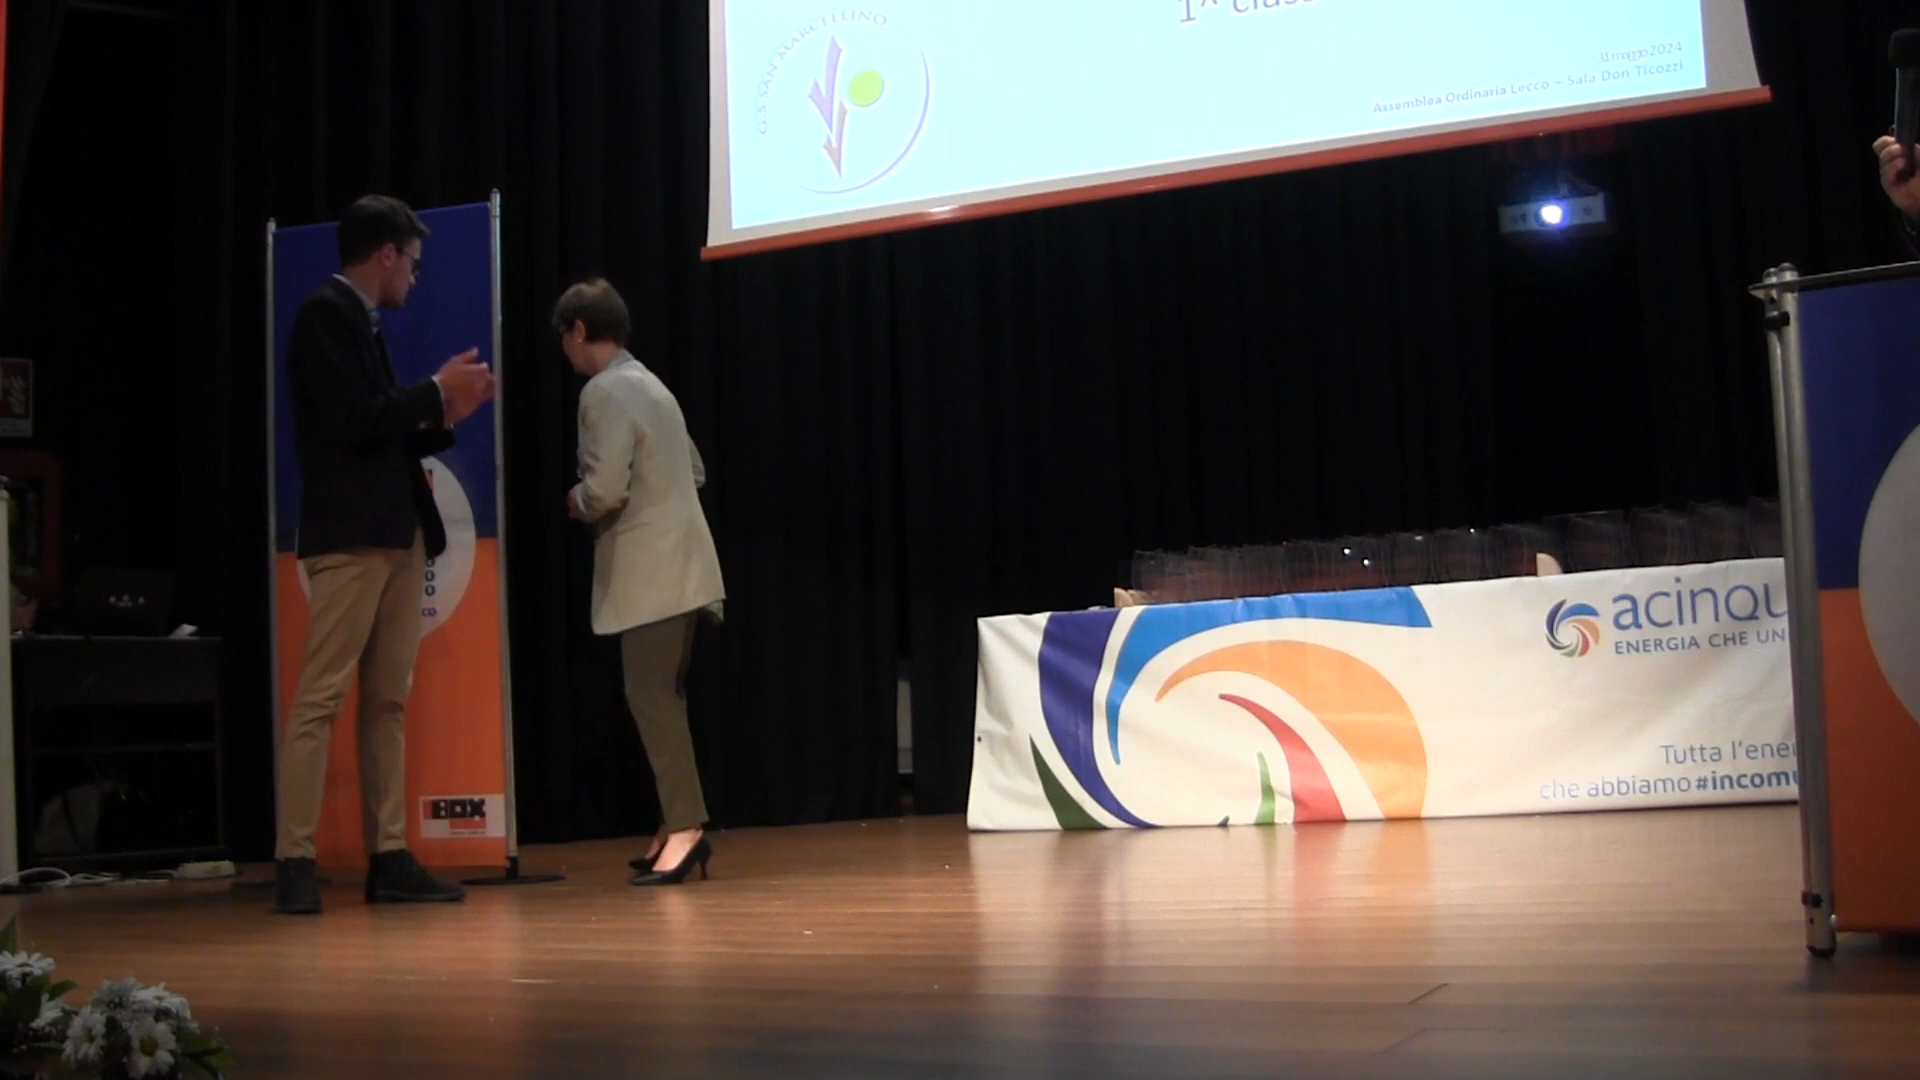 1^ class
G.S SAN MARCELLINO
31 maggio 2024
Assemblea Ordinaria Lecco – Sala Don Ticozzi
acinqu
ENERGIA CHE UN
Tutta l'ener
che abbiamo #incomu
BOX